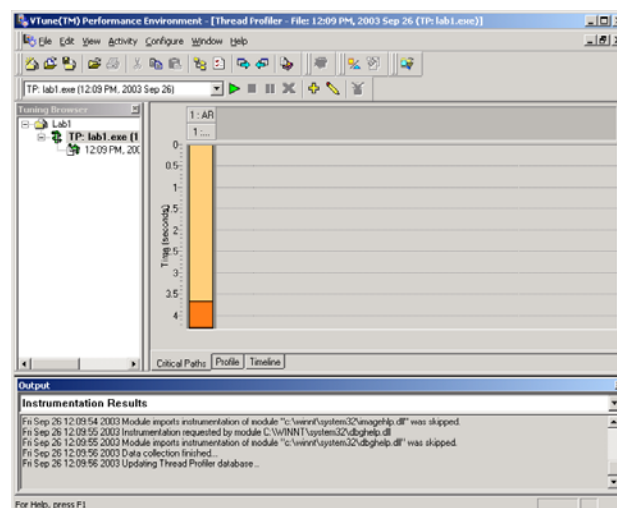 VTune(TM) Performance Environment - [Thread Profiler - File: 12:09 PM, 2003 Sep 26 (TP: lab1.exe)]
File Edit View Activity Configure Window Help
TP: lab1.exe (12:09 PM, 2003 Sep 26)
Tuning Browser
Lab1
TP: lab1.exe (1
12:09 PM, 20
1: AR
1:...
Time (seconds)
0
0.5
1
.5
2
.5
3
3.5
4
Critical Paths Profile Timeline
Output
Instrumentation Results
Fri Sep 26 12:09:54 2003 Module imports instrumentation of module "c:\winnt\system32\imagehlp.dll" was skipped.
Fri Sep 26 12:09:55 2003 Instrumentation requested by module C:\WINNT\system32\dbghelp.dll
Fri Sep 26 12:09:55 2003 Module imports instrumentation of module "c:\winnt\system32\dbghelp.dll" was skipped.
Fri Sep 26 12:09:56 2003 Data collection finished...
Fri Sep 26 12:09:56 2003 Updating Thread Profiler database...
For Help, press F1